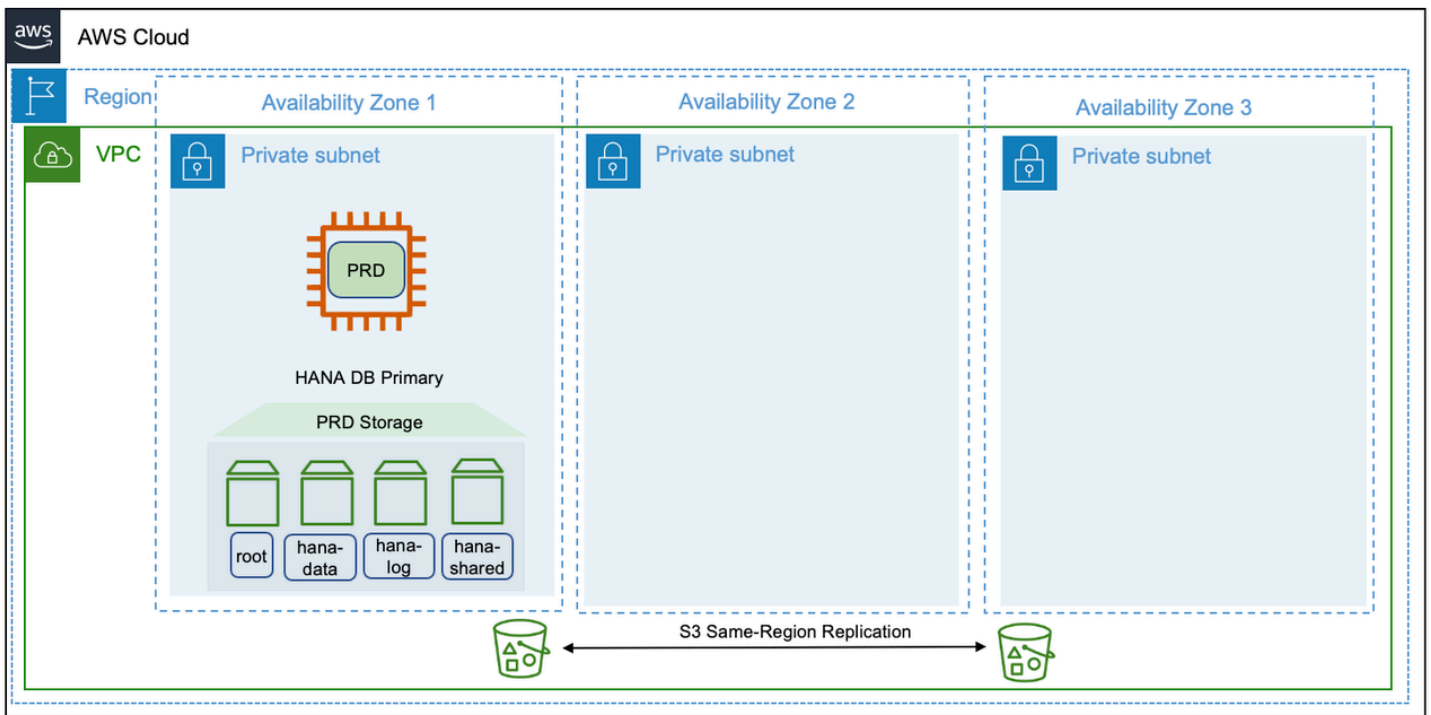 aws
AWS Cloud
Region
Availability Zone 1
Availability Zone 2
Availability Zone 3
VPC
Private subnet
Private subnet
Private subnet
PRD
HANA DB Primary
PRD Storage
root
hana-
data
hana-
log
hana-
shared
S3 Same-Region Replication